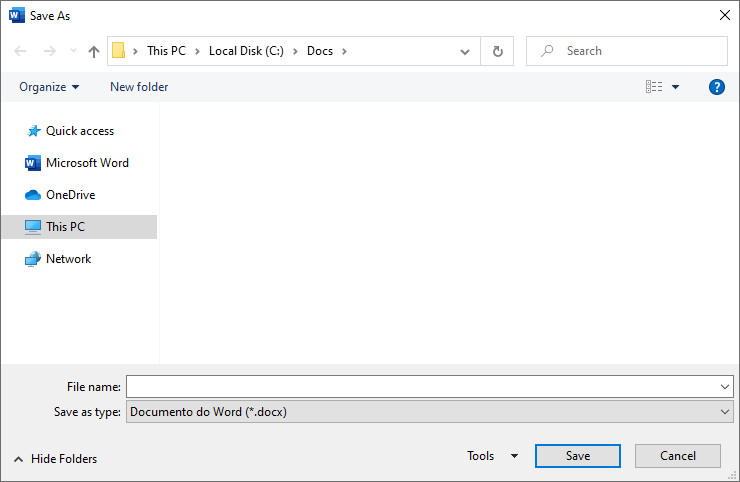 Save As
This PC Local Disk (C:) Docs Search
Organize New folder ?
Quick access
Microsoft Word
OneDrive
This PC
Network
File name:
Save as type: Documento do Word (*.docx)
Hide Folders Tools Save Cancel